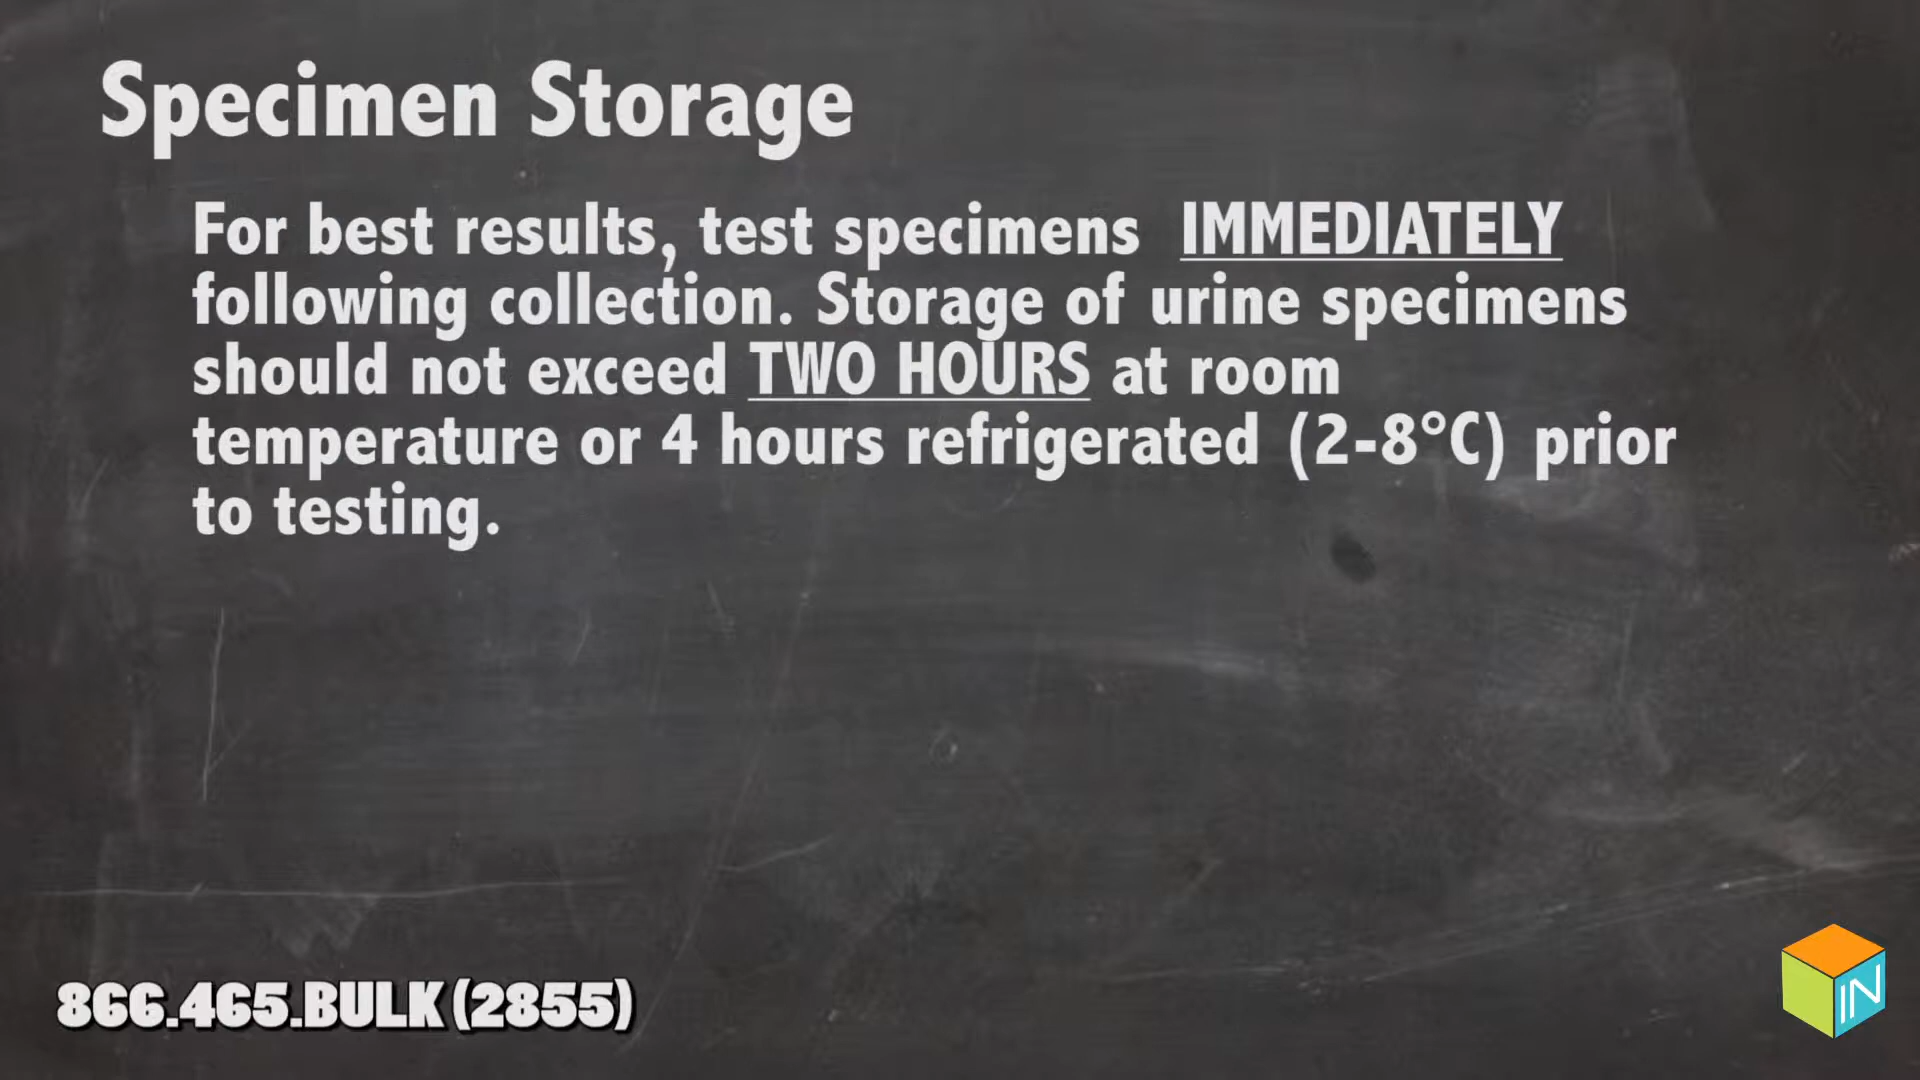 Specimen Storage
For best results, test specimens IMMEDIATELY
following collection. Storage of urine specimens
should not exceed TWO HOURS at room
temperature or 4 hours refrigerated (2-8°C) prior
to testing.
866.465.BULK(2855)
IN